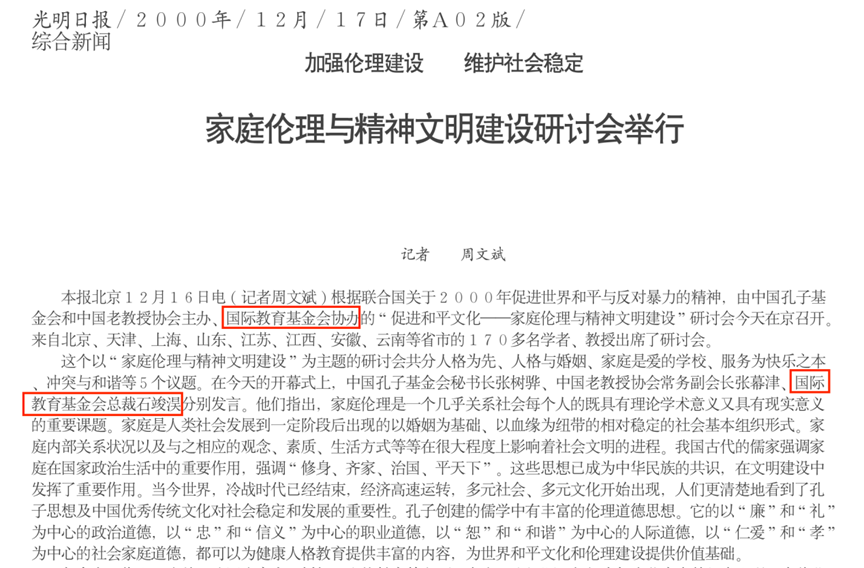 光明日报/２０００年/１２月/１７日/第Ａ０２版/
综合新闻
加强伦理建设　　维护社会稳定
家庭伦理与精神文明建设研讨会举行
记者　　周文斌
本报北京１２月１６日电(记者周文斌)根据联合国关于２０００年促进世界和平与反对暴力的精神，由中国孔子基
金会和中国老教授协会主办、国际教育基金会协办的“促进和平文化——家庭伦理与精神文明建设”研讨会今天在京召开。
来自北京、天津、上海、山东、江苏、江西、安徽、云南等省市的１７０多名学者、教授出席了研讨会。
这个以“家庭伦理与精神文明建设”为主题的研讨会共分人格为先、人格与婚姻、家庭是爱的学校、服务为快乐之本
、冲突与和谐等５个议题。在今天的开幕式上，中国孔子基金会秘书长张树骅、中国老教授协会常务副会长张幕津、国际
教育基金会总裁石竣淏分别发言。他们指出，家庭伦理是一个几乎关系社会每个人的既具有理论学术意义又具有现实意义
的重要课题。家庭是人类社会发展到一定阶段后出现的以婚姻为基础、以血缘为纽带的相对稳定的社会基本组织形式。家
庭内部关系状况以及与之相应的观念、素质、生活方式等等在很大程度上影响着社会文明的进程。我国古代的儒家强调家
庭在国家政治生活中的重要作用，强调“修身、齐家、治国、平天下”。这些思想已成为中华民族的共识，在文明建设中
发挥了重要作用。当今世界，冷战时代已经结束，经济高速运转，多元社会、多元文化开始出现，人们更清楚地看到了孔
子思想及中国优秀传统文化对社会稳定和发展的重要性。孔子创建的儒学中有丰富的伦理道德思想。它的以“廉”和“礼”
为中心的政治道德，以“忠”和“信义”为中心的职业道德，以“恕”和“和谐”为中心的人际道德，以“仁爱”和“孝”
为中心的社会家庭道德，都可以为健康人格教育提供丰富的内容，为世界和平文化和伦理建设提供价值基础。